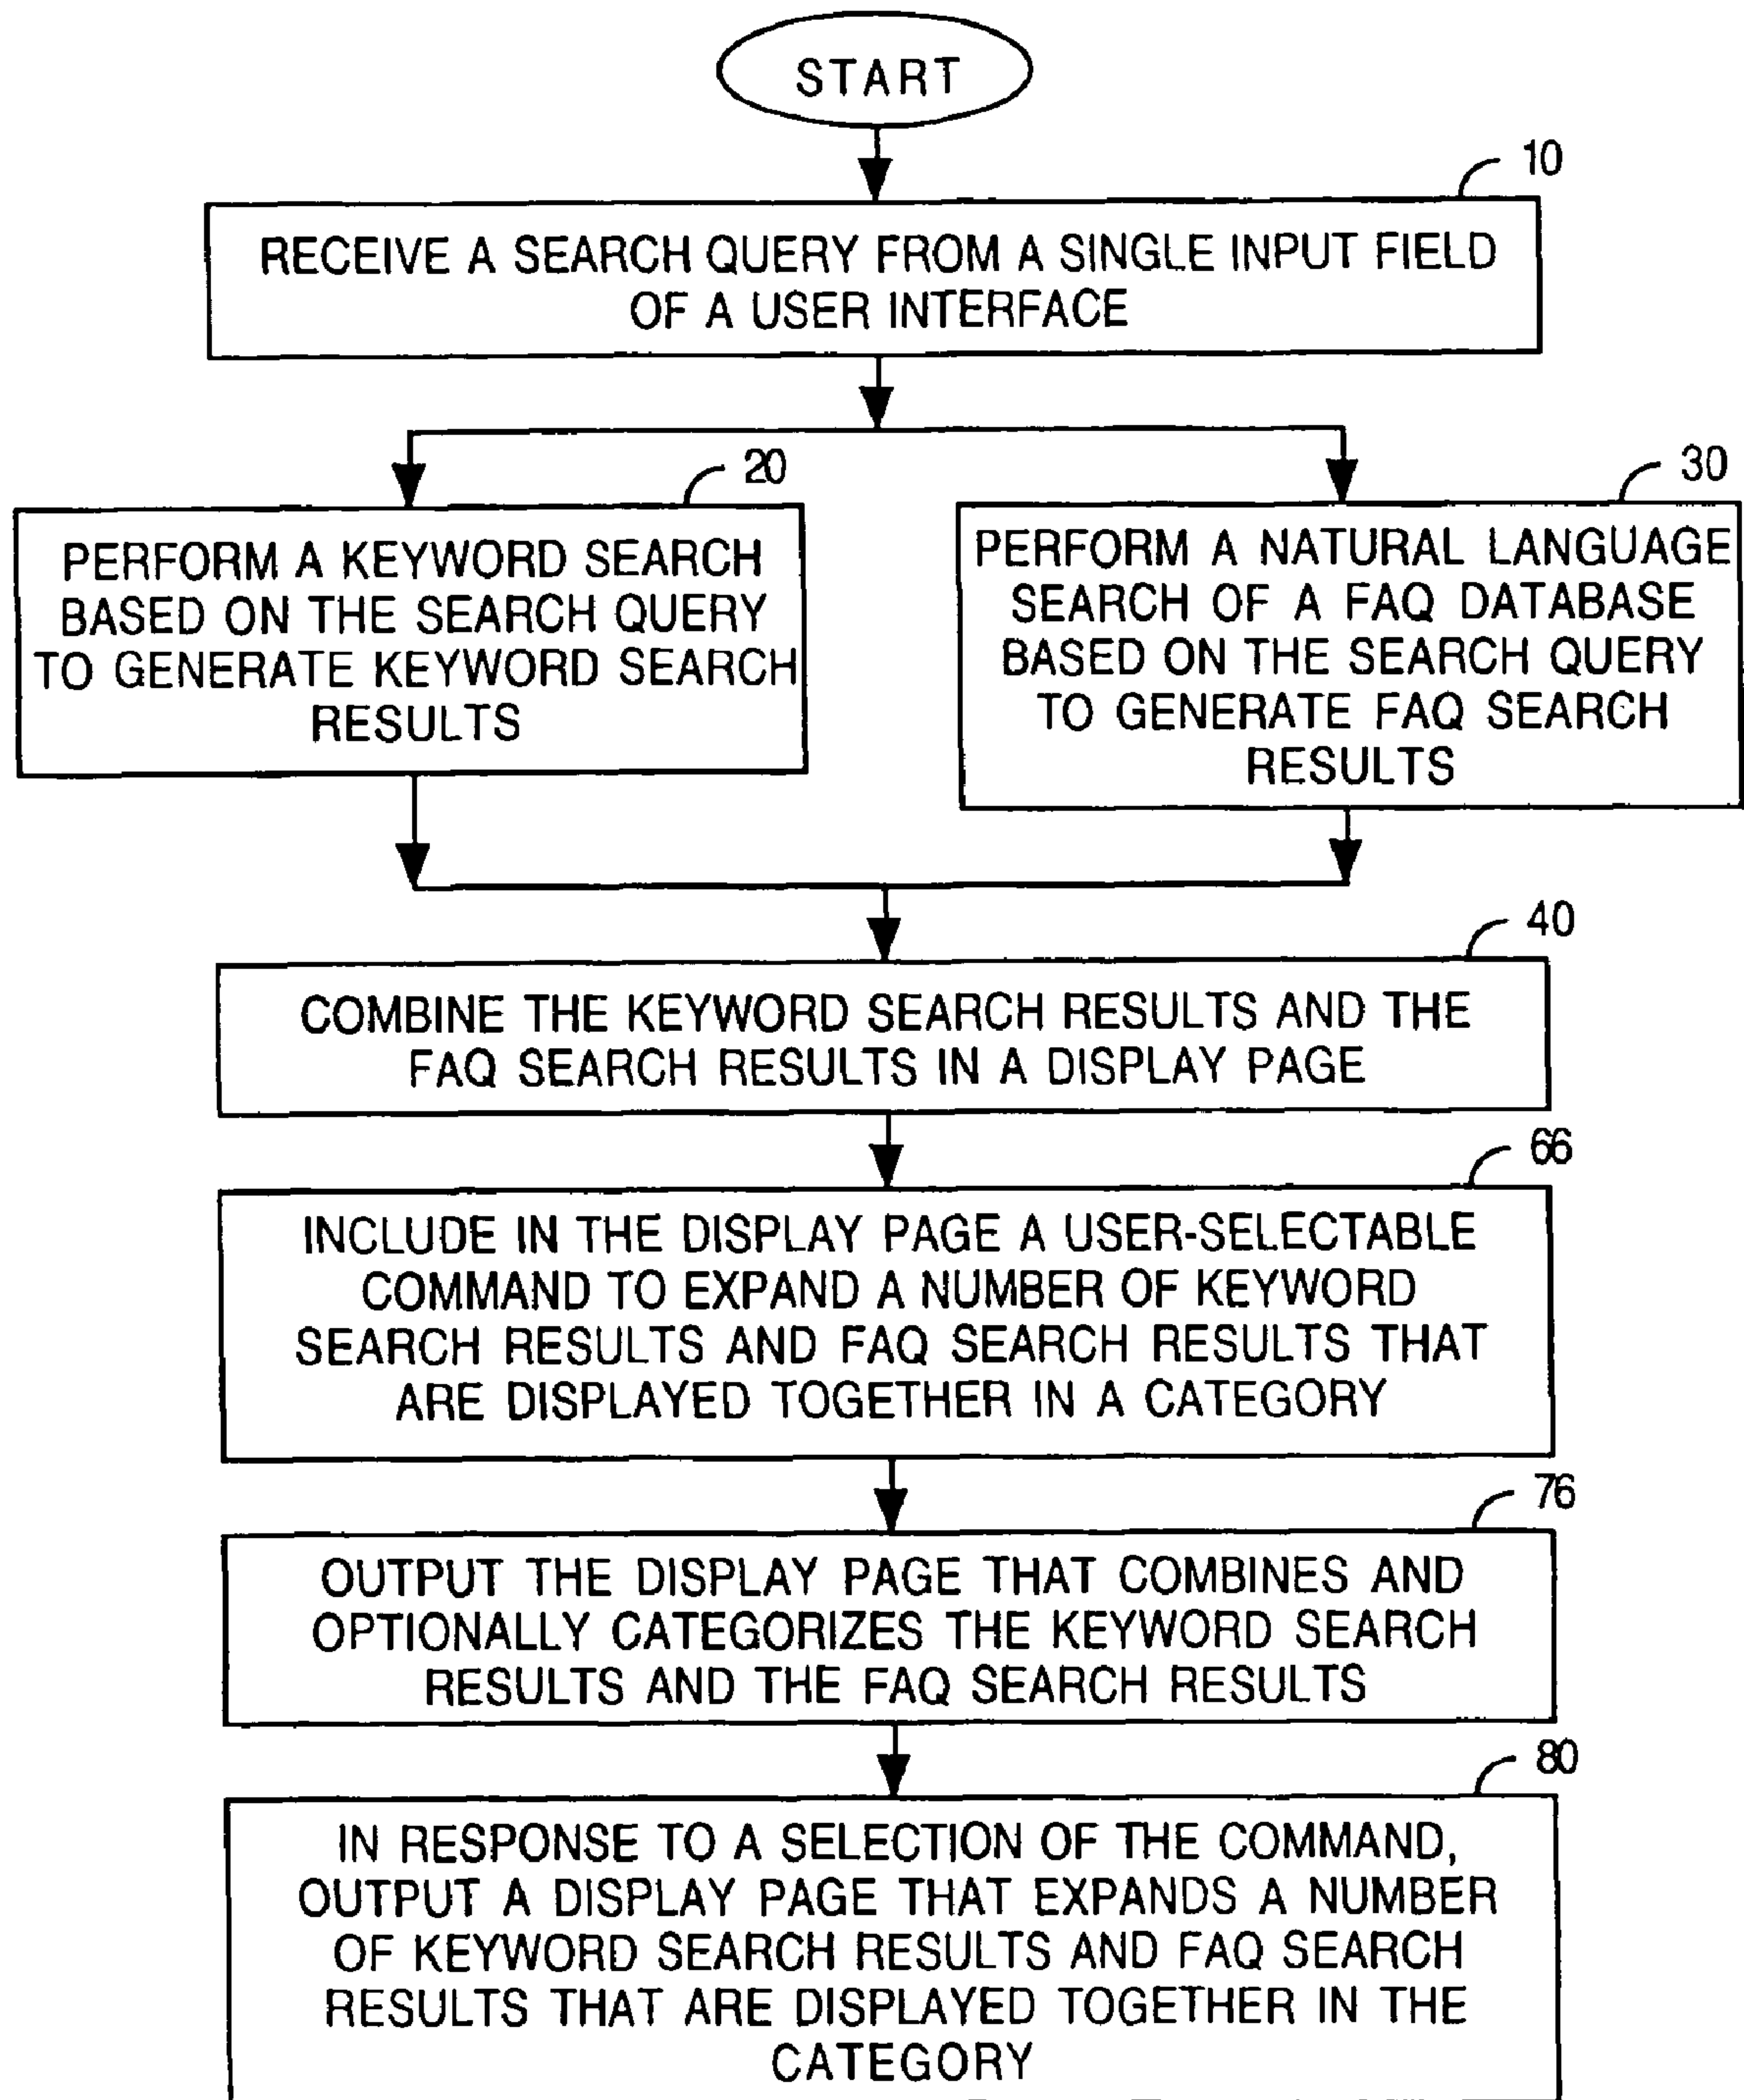 START
10
RECEIVE A SEARCH QUERY FROM A SINGLE INPUT FIELD
OF A USER INTERFACE
20
PERFORM A KEYWORD SEARCH
BASED ON THE SEARCH QUERY
TO GENERATE KEYWORD SEARCH
RESULTS
30
PERFORM A NATURAL LANGUAGE
SEARCH OF A FAQ DATABASE
BASED ON THE SEARCH QUERY
TO GENERATE FAQ SEARCH
RESULTS
40
COMBINE THE KEYWORD SEARCH RESULTS AND THE
FAQ SEARCH RESULTS IN A DISPLAY PAGE
66
INCLUDE IN THE DISPLAY PAGE A USER-SELECTABLE
COMMAND TO EXPAND A NUMBER OF KEYWORD
SEARCH RESULTS AND FAQ SEARCH RESULTS THAT
ARE DISPLAYED TOGETHER IN A CATEGORY
76
OUTPUT THE DISPLAY PAGE THAT COMBINES AND
OPTIONALLY CATEGORIZES THE KEYWORD SEARCH
RESULTS AND THE FAQ SEARCH RESULTS
80
IN RESPONSE TO A SELECTION OF THE COMMAND,
OUTPUT A DISPLAY PAGE THAT EXPANDS A NUMBER
OF KEYWORD SEARCH RESULTS AND FAQ SEARCH
RESULTS THAT ARE DISPLAYED TOGETHER IN THE
CATEGORY